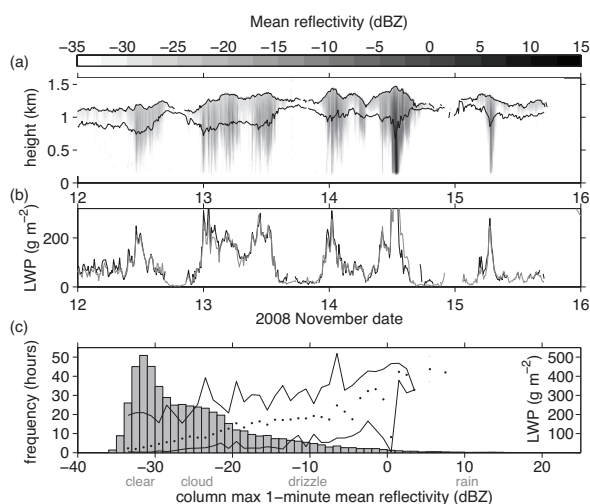 Mean reflectivity (dBZ)
−35 −30 −25 −20 −15 −10 −5 0 5 10 15
(a)
1.5
1
0.5
0
height (km)
12 13 14 15 16
(b)
200
0
LWP (g m−2)
12 13 14 15 16
2008 November date
(c)
50 500
40 400
30 300
20 200
10 100
0 0
frequency (hours)
LWP (g m−2)
−40 −30 −20 −10 0 10 20
clear cloud drizzle rain
column max 1−minute mean reflectivity (dBZ)